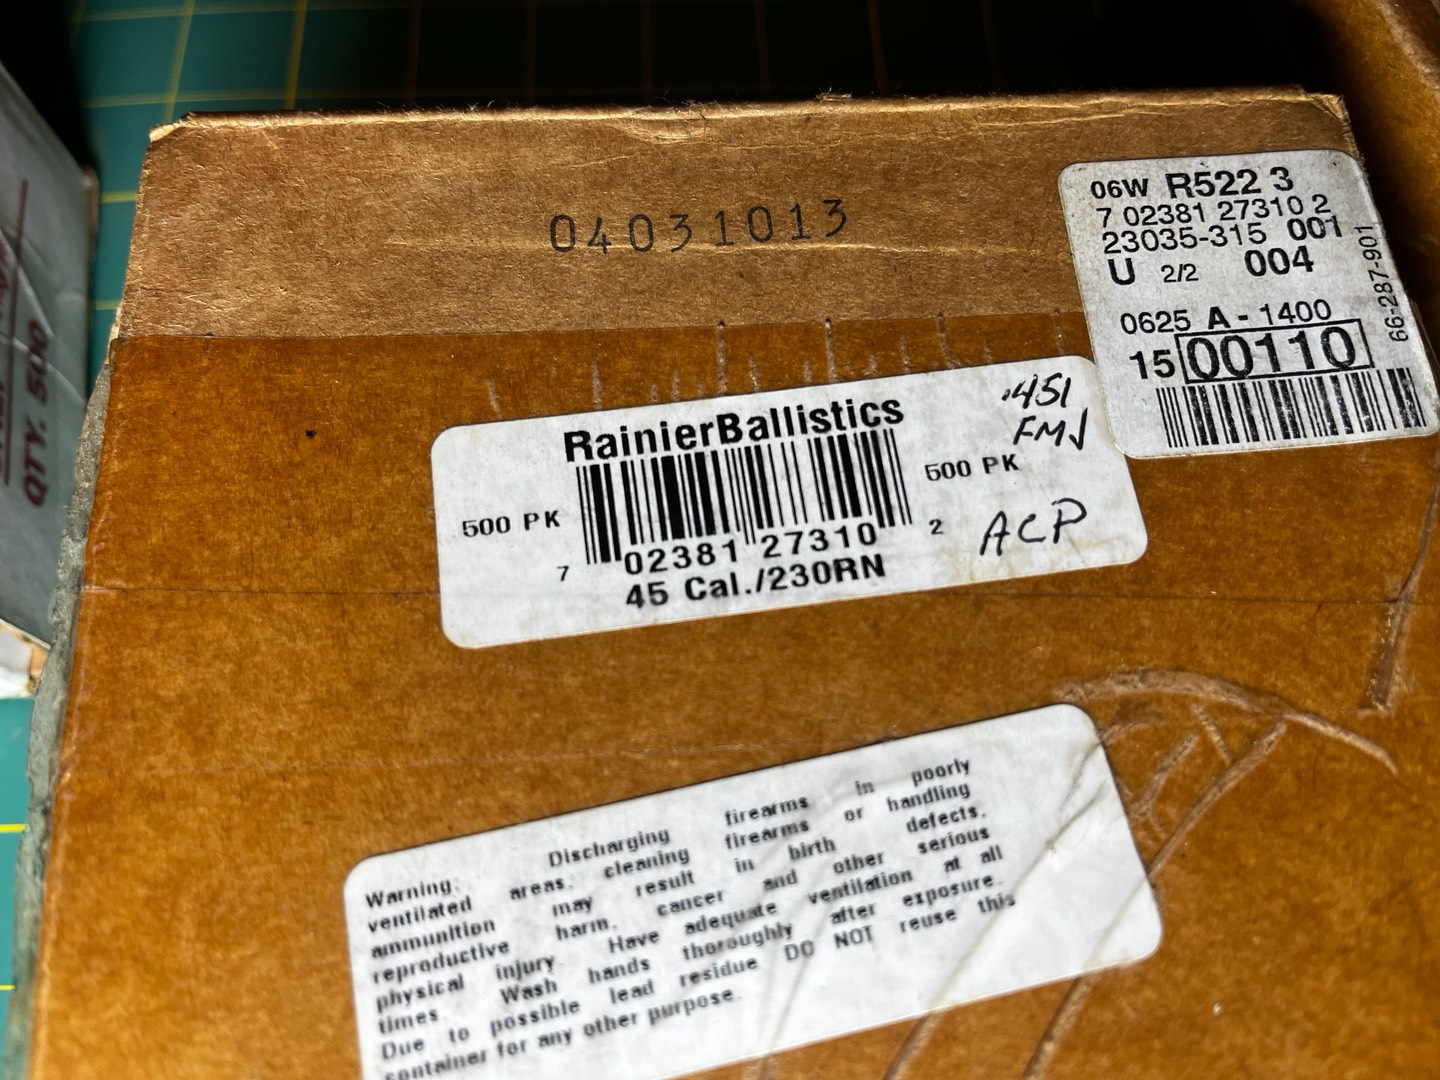 04031013
06W R522 3
7 02381 27310 2
23035-315 001
U 2/2 004
66-287-901
0625 A - 1400
15 00110
RainierBallistics
.451
FMJ
500 PK
500 PK
ACP
7 02381 27310 2
45 Cal./230RN
Warning: Discharging firearms in poorly
ventilated areas, cleaning firearms or handling
ammunition may result in birth defects,
reproductive harm, cancer and other serious
physical injury. Have adequate ventilation at all
times. Wash hands thoroughly after exposure.
Due to possible lead residue DO NOT reuse this
container for any other purpose.
QTY. 500